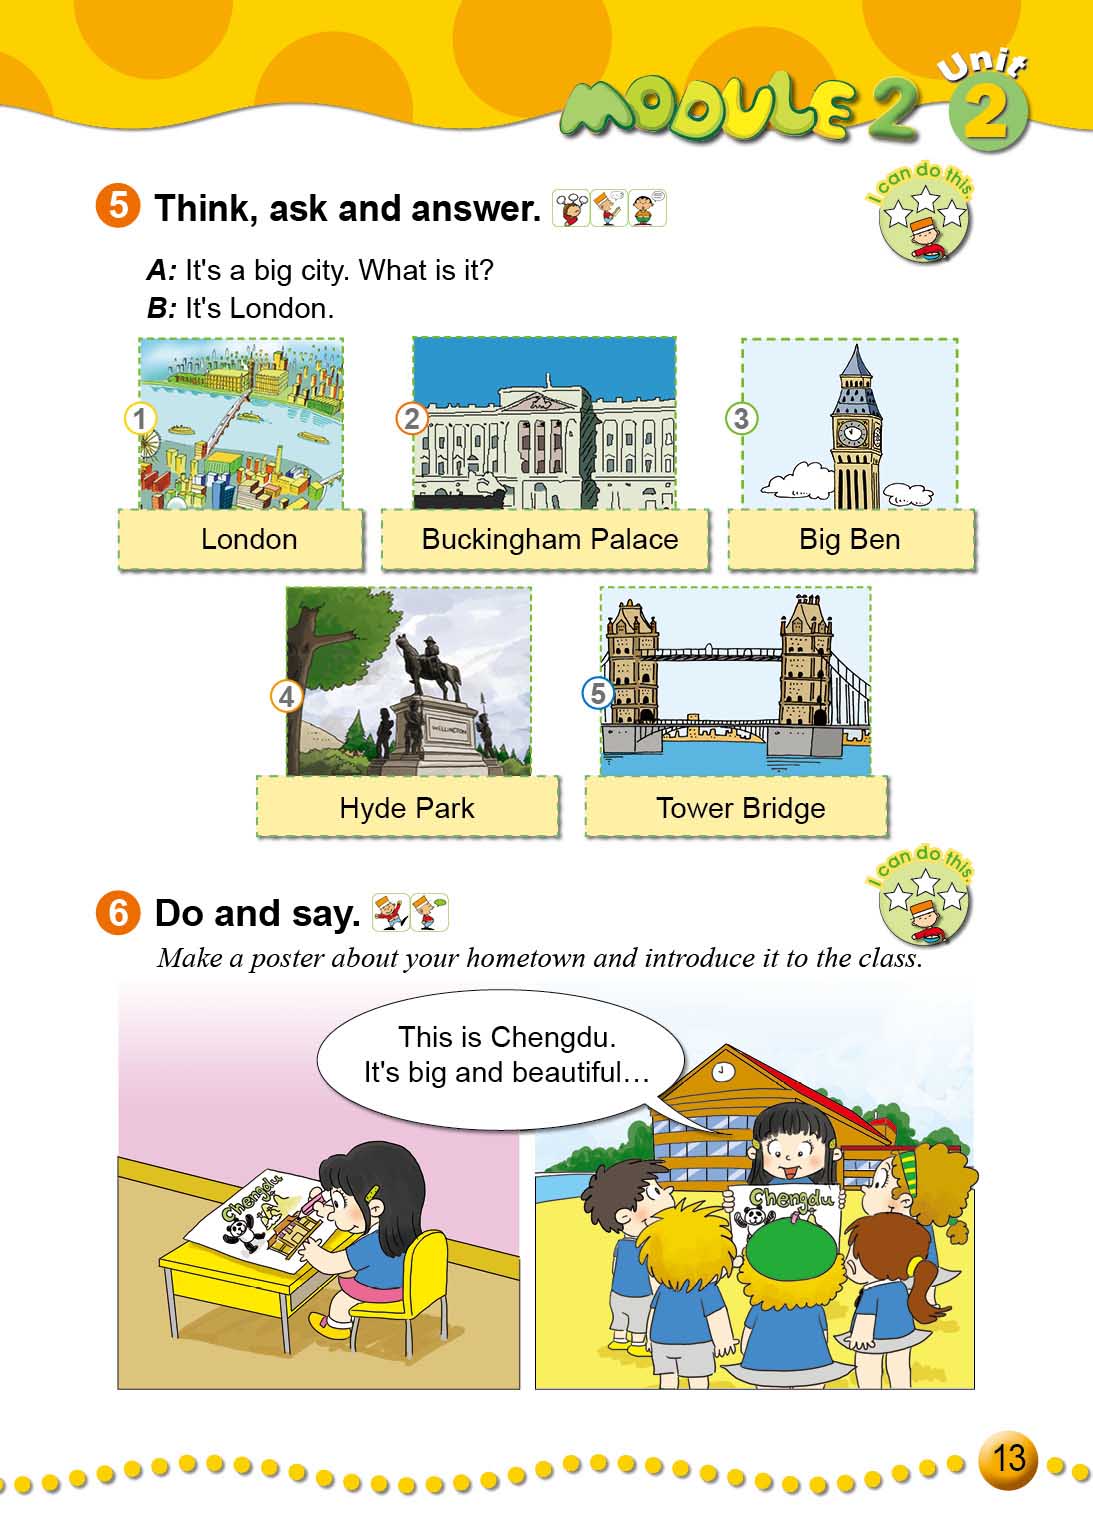 MODULE 2 Unit 2
5 Think, ask and answer.
I can do this.
A: It's a big city. What is it?
B: It's London.
1
2
3
London
Buckingham Palace
Big Ben
WELLINGTON
4
5
Hyde Park
Tower Bridge
6 Do and say.
I can do this.
Make a poster about your hometown and introduce it to the class.
This is Chengdu.
It's big and beautiful…
Chengdu
Chengdu
13